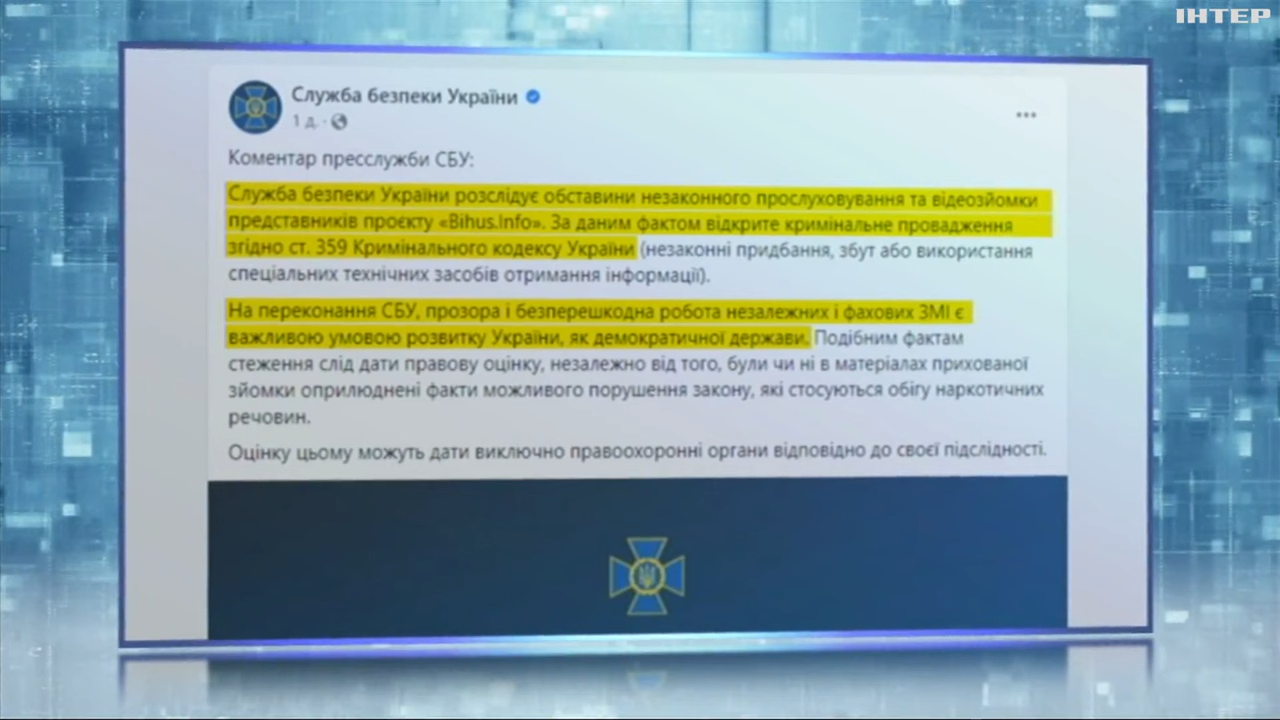 ІНТЕР
Служба безпеки України
1 д. ·
Коментар пресслужби СБУ:
Служба безпеки України розслідує обставини незаконного прослуховування та відеозйомки
представників проєкту «Bihus.Info». За даним фактом відкрите кримінальне провадження
згідно ст. 359 Кримінального кодексу України (незаконні придбання, збут або використання
спеціальних технічних засобів отримання інформації).
На переконання СБУ, прозора і безперешкодна робота незалежних і фахових ЗМІ є
важливою умовою розвитку України, як демократичної держави. Подібним фактам
стеження слід дати правову оцінку, незалежно від того, були чи ні в матеріалах прихованої
зйомки оприлюднені факти можливого порушення закону, які стосуються обігу наркотичних
речовин.
Оцінку цьому можуть дати виключно правоохоронні органи відповідно до своєї підслідності.